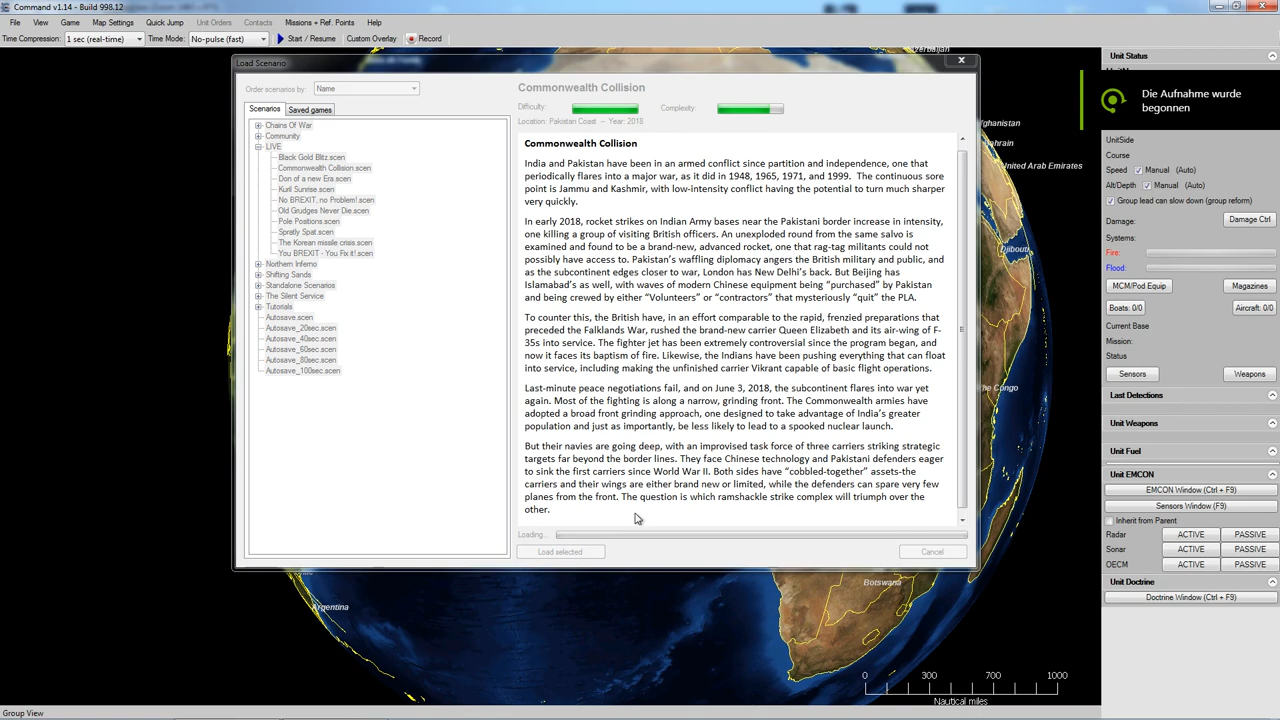 Command v1.14 - Build 998.12
File View Game Map Settings Quick Jump Unit Orders Contacts Missions + Ref. Points Help
Time Compression: 1 sec (real-time) Time Mode: No-pulse (fastest) Start / Resume Custom Overlay Record
Load Scenario
Order scenarios by: Name
Scenarios Saved games
Chains Of War
Community
LIVE
Black Gold Blitz.scen
Commonwealth Collision.scen
Don of a new Era.scen
Kuril Sunrise.scen
No BREXIT, no Problem!.scen
Old Grudges Never Die.scen
Pole Positions.scen
Spratly Spat.scen
The Korean missile crisis.scen
You BREXIT - You Fix it!.scen
Northern Inferno
Shifting Sands
Standalone Scenarios
The Silent Service
Tutorials
Autosave.scen
Autosave_20sec.scen
Autosave_40sec.scen
Autosave_60sec.scen
Autosave_80sec.scen
Autosave_100sec.scen
Commonwealth Collision
Difficulty: Complexity:
Location: Pakistan Coast -- Year: 2018
Commonwealth Collision
India and Pakistan have been in an armed conflict since partition and independence, one that
periodically flares into a major war, as it did in 1948, 1965, 1971, and 1999. The continuous sore
point is Jammu and Kashmir, with low-intensity conflict having the potential to turn much sharper
very quickly.
In early 2018, rocket strikes on Indian Army bases near the Pakistani border increase in intensity,
one killing a group of visiting British officers. An unexploded round from the same salvo is
examined and found to be a brand-new, advanced rocket, one that rag-tag militants could not
possibly have access to. Pakistan's waffling diplomacy angers the British military and public, and
as the subcontinent edges closer to war, London has New Delhi's back. But Beijing has
Islamabad's as well, with waves of modern Chinese equipment being "purchased" by Pakistan
and being crewed by either "Volunteers" or "contractors" that mysteriously "quit" the PLA.
To counter this, the British have, in an effort comparable to the rapid, frenzied preparations that
preceded the Falklands War, rushed the brand-new carrier Queen Elizabeth and its air-wing of F-
35s into service. The fighter jet has been extremely controversial since the program began, and
now it faces its baptism of fire. Likewise, the Indians have been pushing everything that can float
into service, including making the unfinished carrier Vikrant capable of basic flight operations.
Last-minute peace negotiations fail, and on June 3, 2018, the subcontinent flares into war yet
again. Most of the fighting is along a narrow, grinding front. The Commonwealth armies have
adopted a broad front grinding approach, one designed to take advantage of India's greater
population and just as importantly, be less likely to lead to a spooked nuclear launch.
But their navies are going deep, with an improvised task force of three carriers striking strategic
targets far beyond the border lines. They face Chinese technology and Pakistani defenders eager
to sink the first carriers since World War II. Both sides have "cobbled-together" assets-the
carriers and their wings are either brand new or limited, while the defenders can spare very few
planes from the front. The question is which ramshackle strike complex will triumph over the
other.
Loading...
Load selected Cancel
Bahrain
United Arab Emirates
Djibouti
Botswana
Argentina
0 300 700 1000
Nautical miles
Group View
Unit Status
Die Aufnahme wurde
begonnen
UnitSide
Course
Speed Manual (Auto)
Alt/Depth Manual (Auto)
Group lead can slow down (group reform)
Damage: Damage Ctrl
Systems:
Fire:
Flood:
MCM/Pod Equip Magazines
Boats: 0/0 Aircraft: 0/0
Current Base
Mission:
Status
Sensors Weapons
Last Detections
Unit Weapons
Unit Fuel
Unit EMCON
EMCON Window (Ctrl + F9)
Sensors Window (F9)
Inherit from Parent
Radar ACTIVE PASSIVE
Sonar ACTIVE PASSIVE
OECM ACTIVE PASSIVE
Unit Doctrine
Doctrine Window (Ctrl + F9)